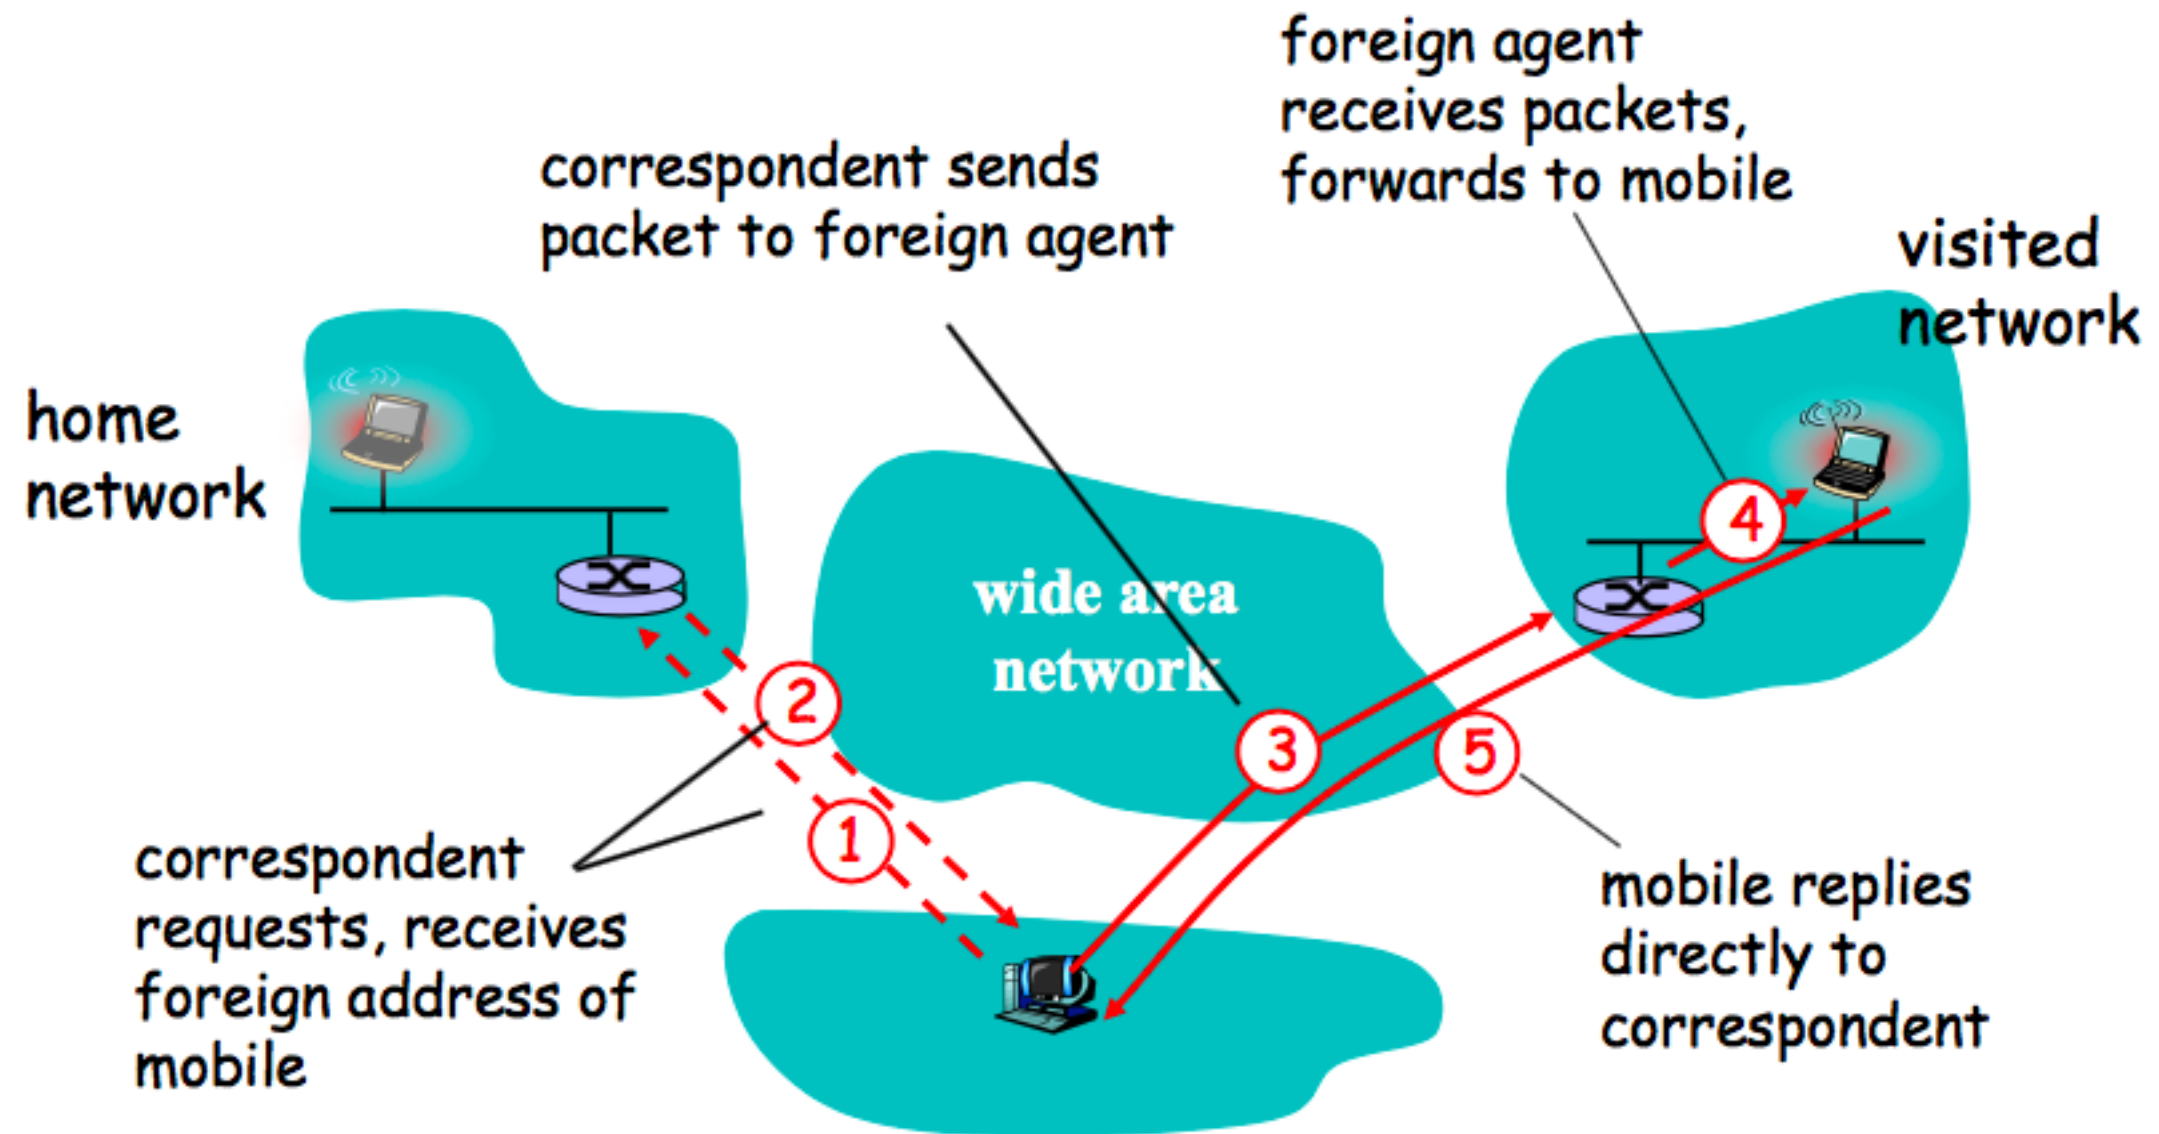 foreign agent
receives packets,
forwards to mobile
correspondent sends
packet to foreign agent
visited
network
home
network
wide area
network
4
2
3
5
1
correspondent
requests, receives
foreign address of
mobile
mobile replies
directly to
correspondent